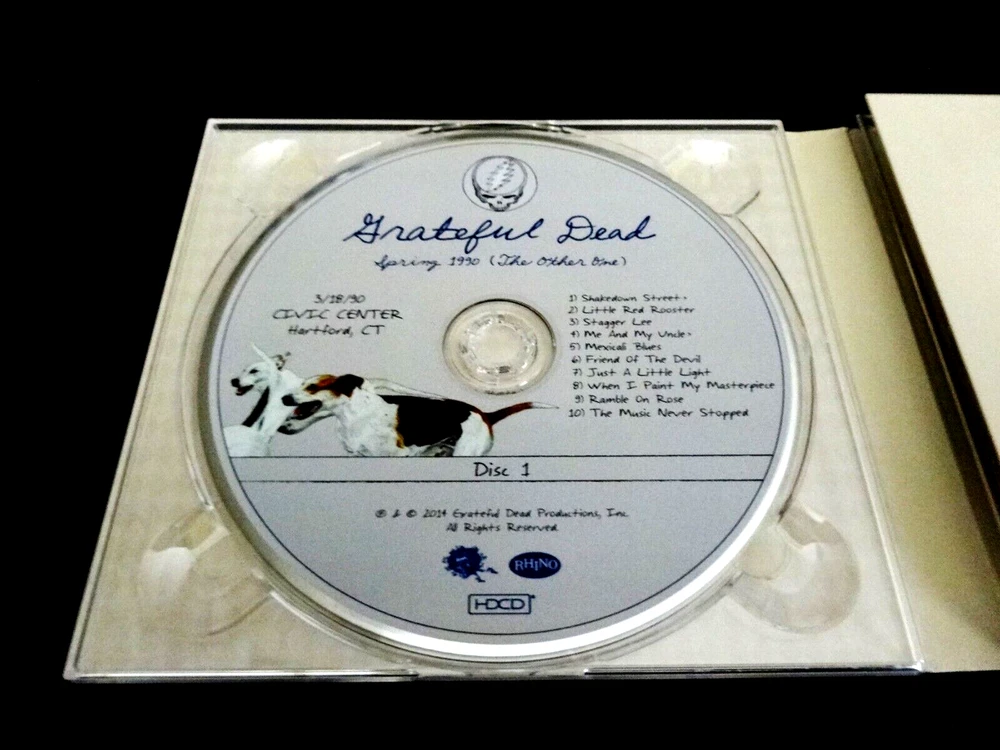 Grateful Dead
Spring 1990 (The Other One)
3/18/90
CIVIC CENTER
Hartford, CT
1) Shakedown Street>
2) Little Red Rooster
3) Stagger Lee
4) Me And My Uncle>
5) Mexicali Blues
6) Friend Of The Devil
7) Just A Little Light
8) When I Paint My Masterpiece
9) Ramble On Rose
10) The Music Never Stopped
Disc 1
℗ & © 2014 Grateful Dead Productions, Inc.
All Rights Reserved
RHINO
HDCD